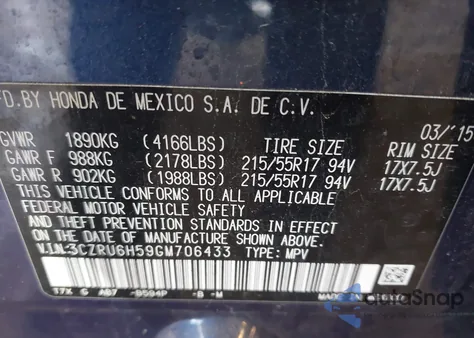 FD.BY HONDA DE MEXICO S.A. DE C.V.
03/'15
GVWR 1890KG (4166LBS) TIRE SIZE RIM SIZE
GAWR F 988KG (2178LBS) 215/55R17 94V 17X7.5J
GAWR R 902KG (1988LBS) 215/55R17 94V 17X7.5J
THIS VEHICLE CONFORMS TO ALL APPLICABLE
FEDERAL MOTOR VEHICLE SAFETY
AND THEFT PREVENTION STANDARDS IN EFFECT
ON THE DATE OF MANUFACTURE SHOWN ABOVE.
V.I.N:3CZRU6H59GM706433 TYPE: MPV
-B -M
autoSnap